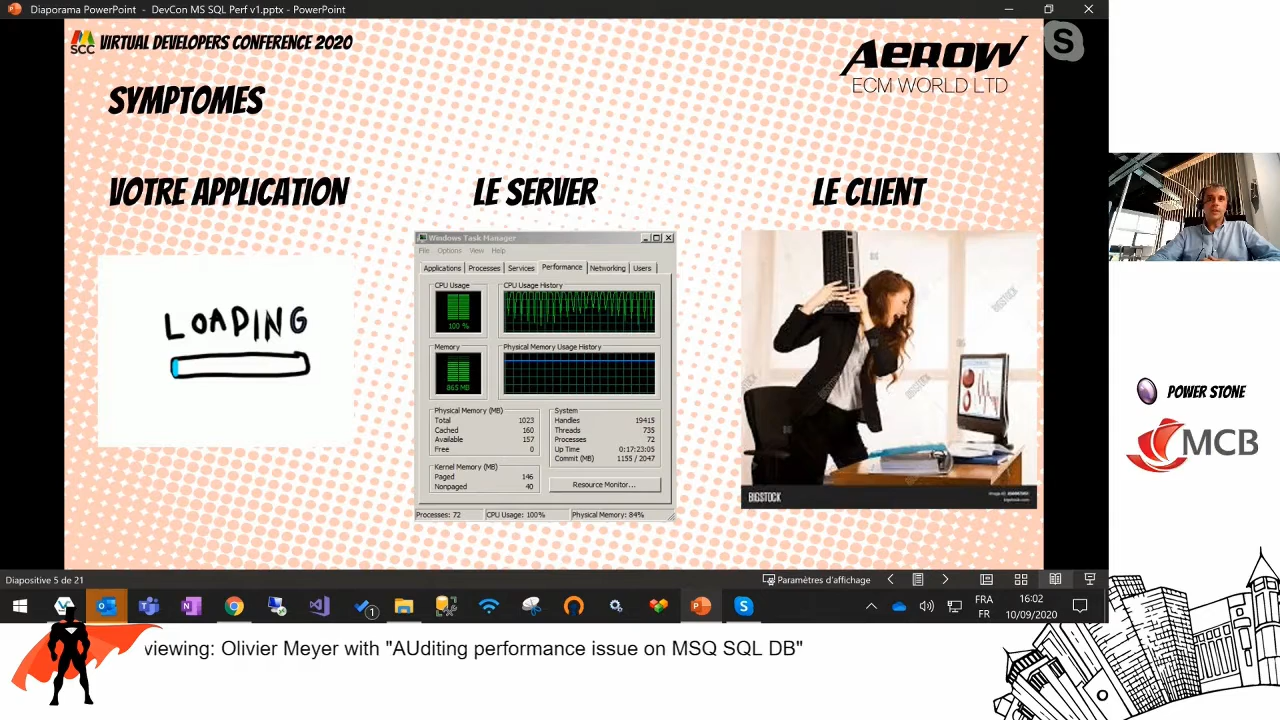 Diaporama PowerPoint - DevCon MS SQL Perf v1.pptx - PowerPoint
SCC VIRTUAL DEVELOPERS CONFERENCE 2020
AEROW
ECM WORLD LTD
SYMPTOMES
VOTRE APPLICATION
LE SERVER
LE CLIENT
LOADING
Windows Task Manager
File Options View Help
Applications Processes Services Performance Networking Users
CPU Usage
CPU Usage History
100 %
Memory
Physical Memory Usage History
865 MB
Physical Memory (MB)
Total 1023
Cached 160
Available 157
Free 0
System
Handles 19415
Threads 735
Processes 72
Up Time 0:17:23:05
Commit (MB) 1155 / 2047
Kernel Memory (MB)
Paged 146
Nonpaged 40
Resource Monitor...
Processes: 72 CPU Usage: 100% Physical Memory: 84%
BIGSTOCK
POWER STONE
MCB
Diapositive 5 de 21
Paramètres d'affichage
1
FRA
FR
16:02
10/09/2020
viewing: Olivier Meyer with "AUditing performance issue on MSQ SQL DB"